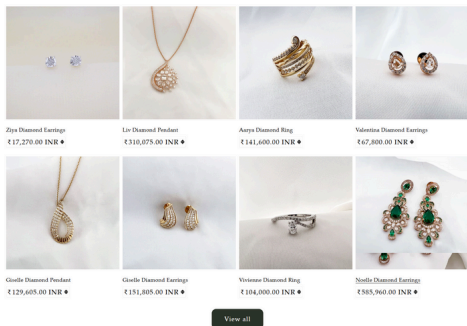 Ziya Diamond Earrings
₹17,270.00 INR
Liv Diamond Pendant
₹310,075.00 INR
Aarya Diamond Ring
₹141,600.00 INR
Valentina Diamond Earrings
₹67,800.00 INR
Giselle Diamond Pendant
₹129,605.00 INR
Giselle Diamond Earrings
₹151,805.00 INR
Vivienne Diamond Ring
₹104,000.00 INR
Noelle Diamond Earrings
₹585,960.00 INR
View all